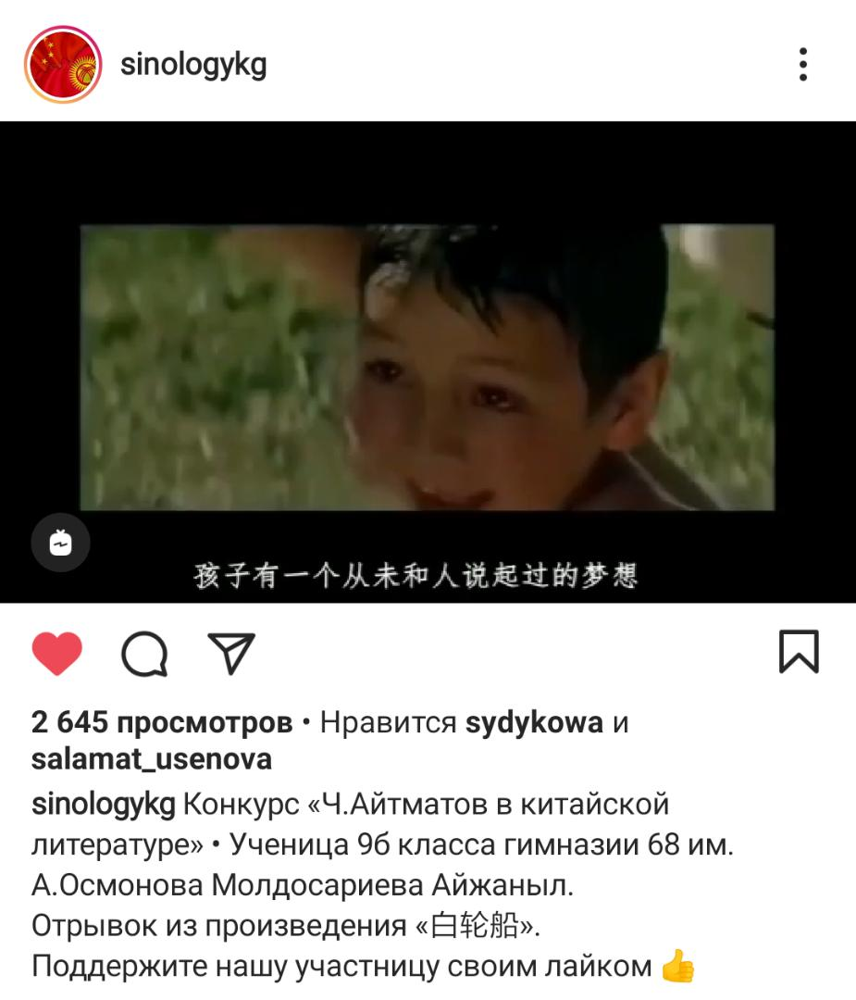 sinologykg
孩子有一个从未和人说起过的梦想
2 645 просмотров • Нравится sydykowa и
salamat_usenova
sinologykg Конкурс «Ч.Айтматов в китайской
литературе» • Ученица 9б класса гимназии 68 им.
А.Осмонова Молдосариева Айжаныл.
Отрывок из произведения «白轮船».
Поддержите нашу участницу своим лайком 👍